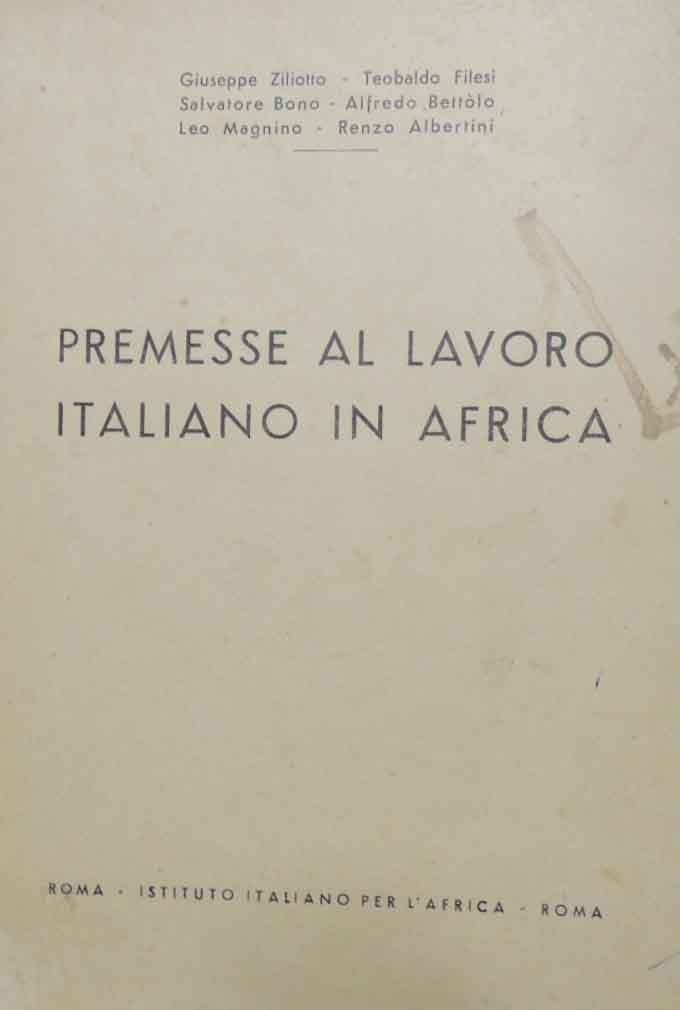 Giuseppe Ziliotto - Teobaldo Filesi
Salvatore Bono - Alfredo Bettòlo
Leo Magnino - Renzo Albertini
PREMESSE AL LAVORO
ITALIANO IN AFRICA
ROMA - ISTITUTO ITALIANO PER L'AFRICA - ROMA